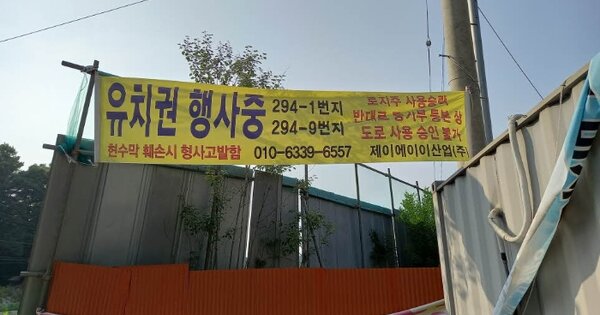 유치권 행사중
294-1번지
294-9번지
현수막 훼손시 형사고발함
010-6339-6557
토지주 사용승락
반대급 등기부 등본 상
도로 사용 승인 불가
제이에이이산업(주)